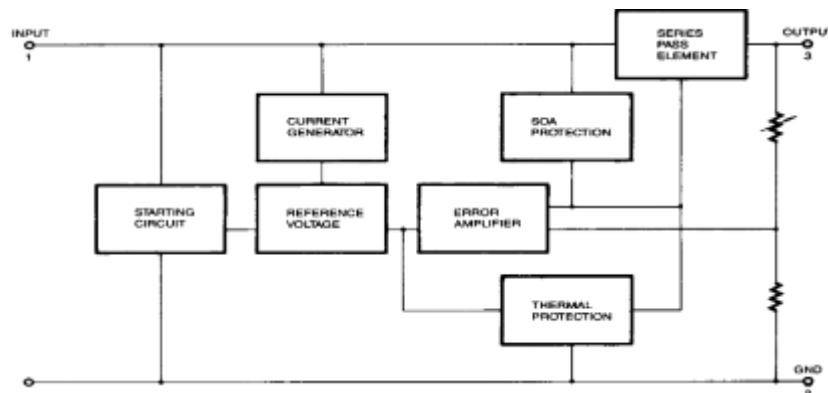 INPUT
1
SERIES
PASS
ELEMENT
OUTPUT
3
CURRENT
GENERATOR
SOA
PROTECTION
STARTING
CIRCUIT
REFERENCE
VOLTAGE
ERROR
AMPLIFIER
THERMAL
PROTECTION
GND